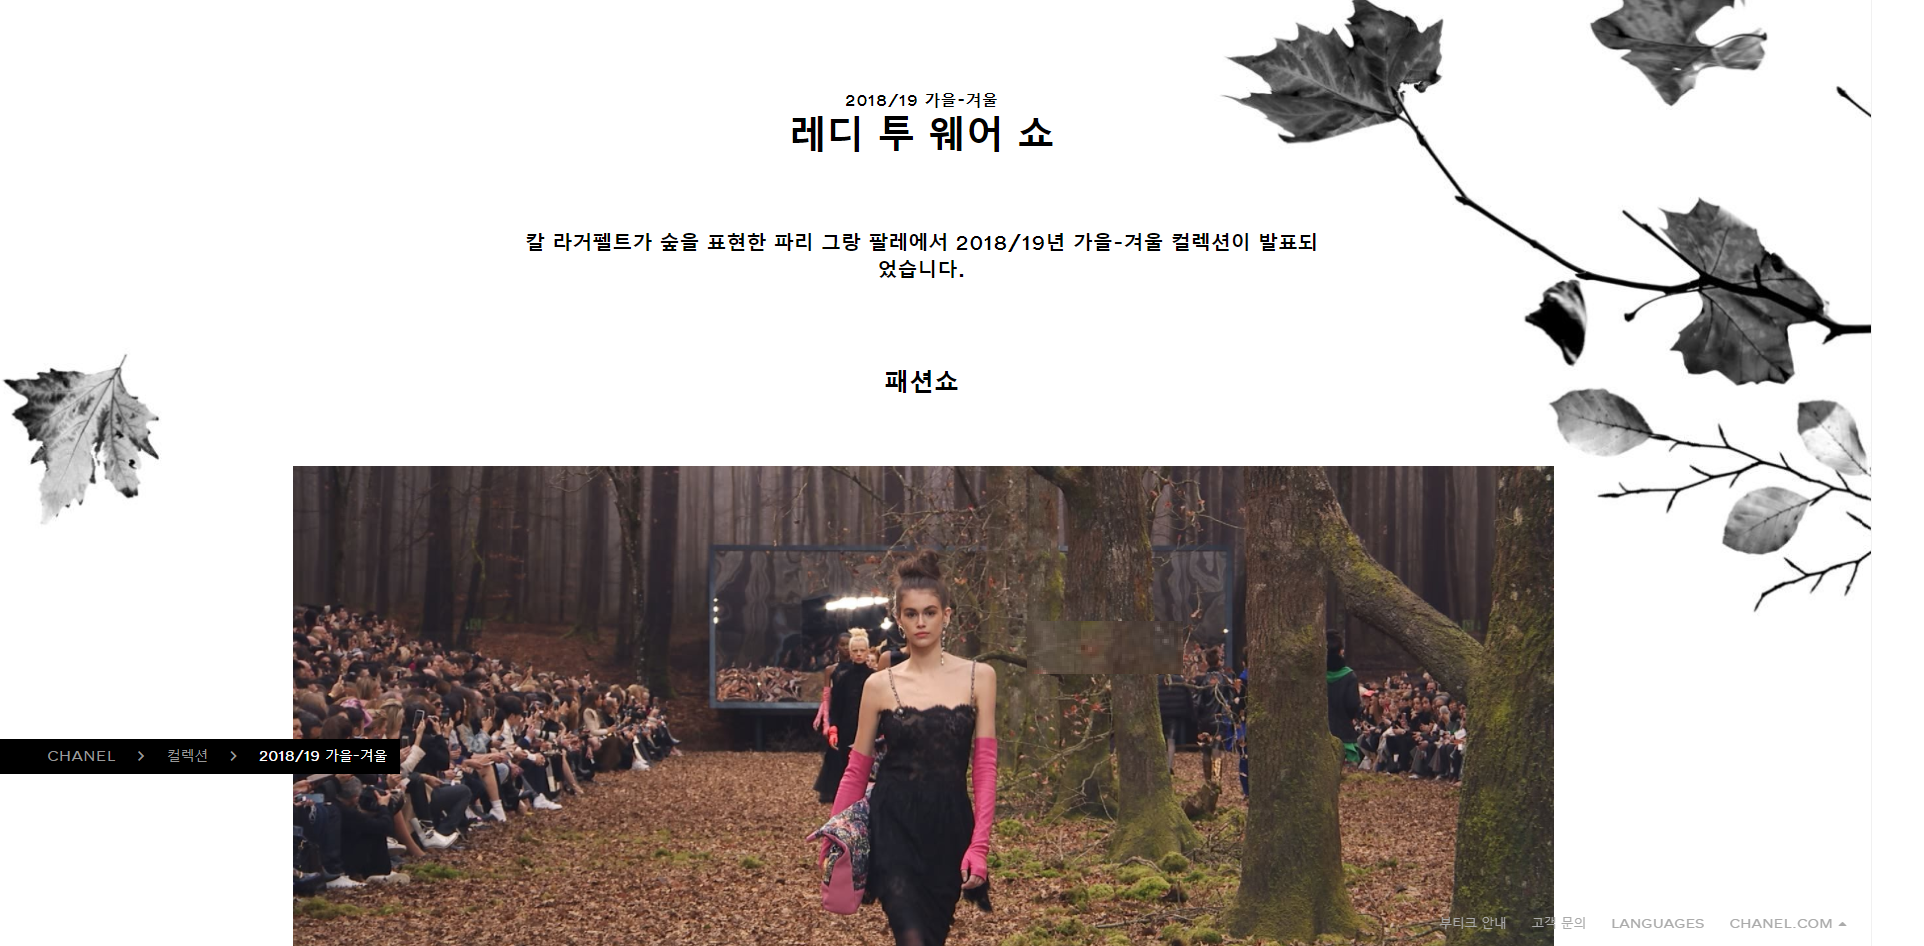 2018/19 가을-겨울
레디 투 웨어 쇼
칼 라거펠트가 숲을 표현한 파리 그랑 팔레에서 2018/19년 가을-겨울 컬렉션이 발표되
었습니다.
패션쇼
CHANEL > 컬렉션 > 2018/19 가을-겨울
부티크 안내 고객 문의 LANGUAGES CHANEL.COM